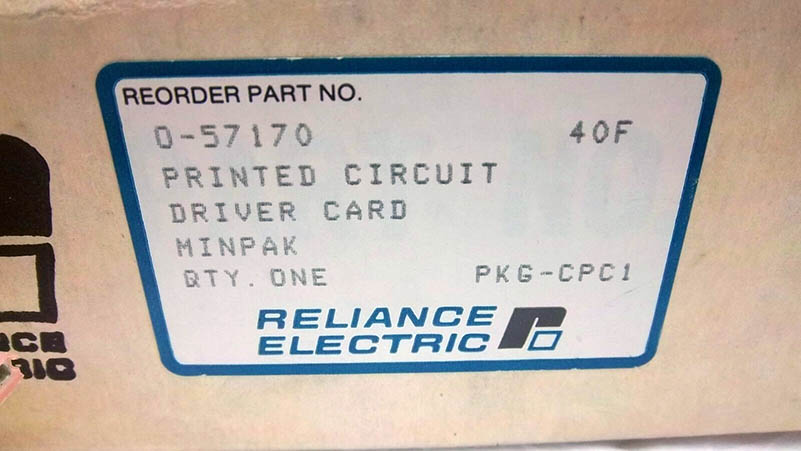 REORDER PART NO.
0-57170 40F
PRINTED CIRCUIT
DRIVER CARD
MINPAK
QTY. ONE PKG-CPC1
RELIANCE
ELECTRIC